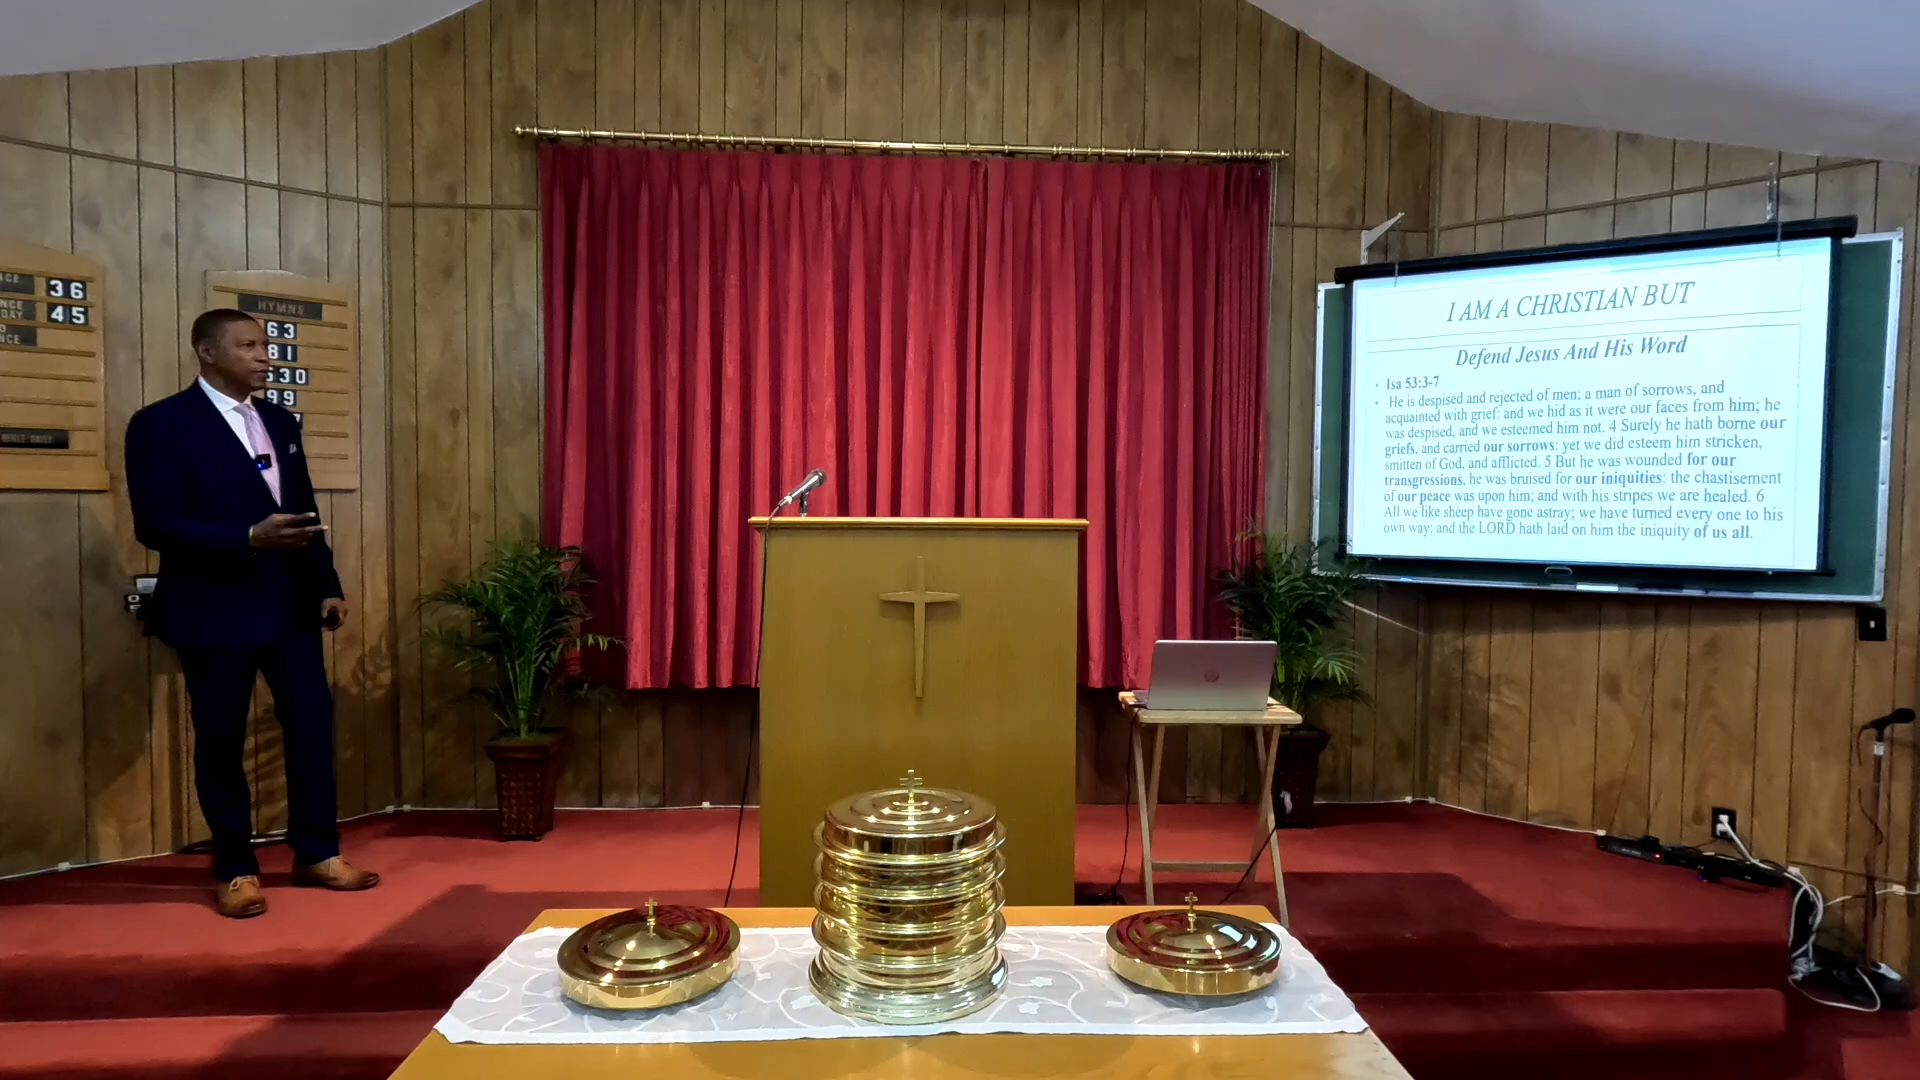 36
45
DAY
HYMNS
63
81
530
99
I AM A CHRISTIAN BUT
Defend Jesus And His Word
• Isa 53:3-7
• He is despised and rejected of men; a man of sorrows, and
acquainted with grief: and we hid as it were our faces from him; he
was despised, and we esteemed him not. 4 Surely he hath borne our
griefs, and carried our sorrows: yet we did esteem him stricken,
smitten of God, and afflicted. 5 But he was wounded for our
transgressions, he was bruised for our iniquities: the chastisement
of our peace was upon him; and with his stripes we are healed. 6
All we like sheep have gone astray; we have turned every one to his
own way; and the LORD hath laid on him the iniquity of us all.